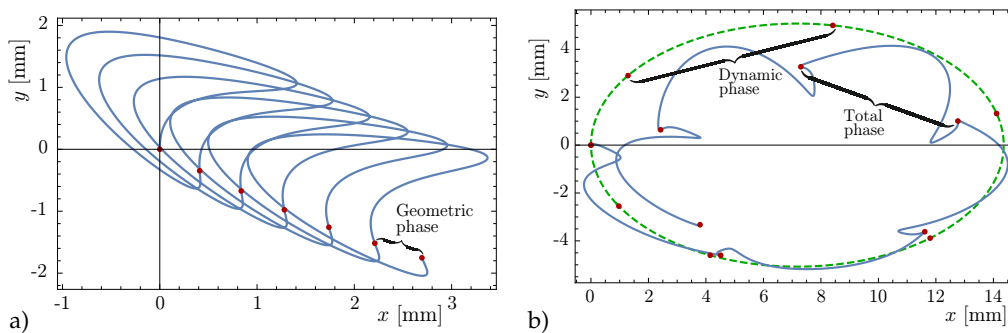 2
1
0
-1
-2
y [mm]
-1
0
1
2
3
x [mm]
Geometric
phase
a)
4
2
0
-2
-4
y [mm]
0
2
4
6
8
10
12
14
x [mm]
Dynamic
phase
Total
phase
b)